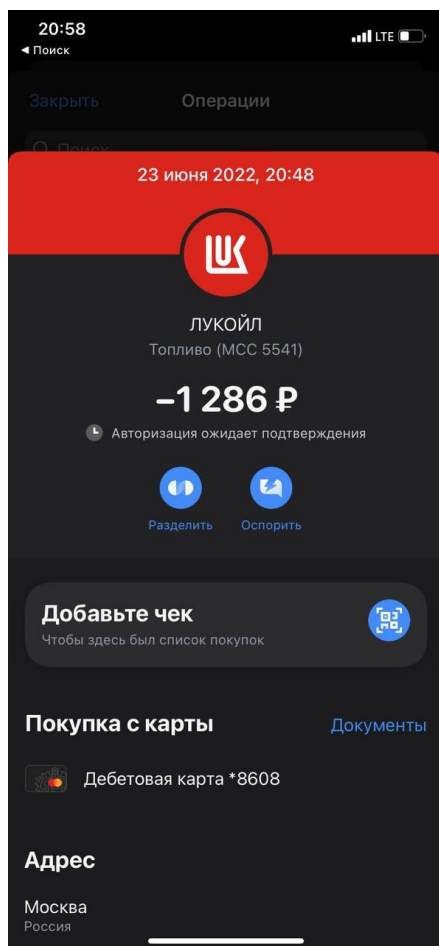 20:58
LTE
Поиск
Закрыть
Операции
Поиск
23 июня 2022, 20:48
ЛУКОЙЛ
Топливо (MCC 5541)
–1 286 ₽
Авторизация ожидает подтверждения
Разделить
Оспорить
Добавьте чек
Чтобы здесь был список покупок
Покупка с карты
Документы
Дебетовая карта *8608
Адрес
Москва
Россия